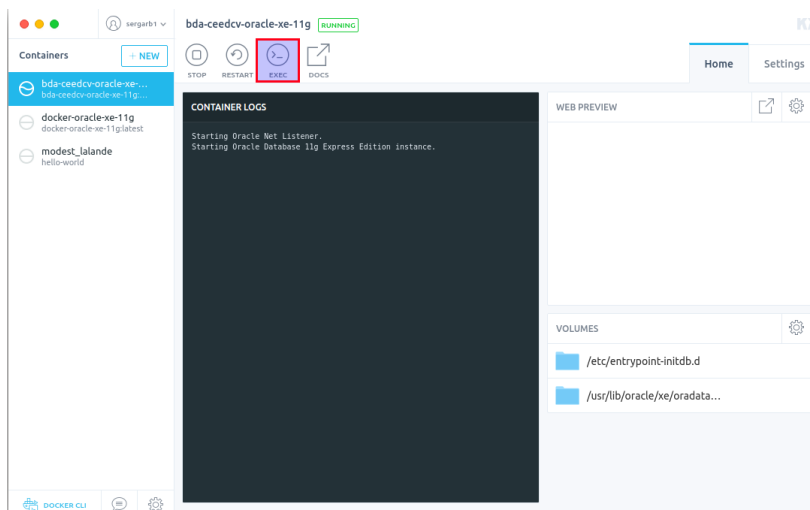 sergarb1
bda-ceedcv-oracle-xe-11g RUNNING
Containers
+ NEW
STOP
RESTART
EXEC
DOCS
Home
Settings
bda-ceedcv-oracle-xe-...
bda-ceedcv-oracle-xe-11g:...
docker-oracle-xe-11g
docker-oracle-xe-11g:latest
modest_lalande
hello-world
CONTAINER LOGS
Starting Oracle Net Listener.
Starting Oracle Database 11g Express Edition instance.
WEB PREVIEW
VOLUMES
/etc/entrypoint-initdb.d
/usr/lib/oracle/xe/oradata...
DOCKER CLI